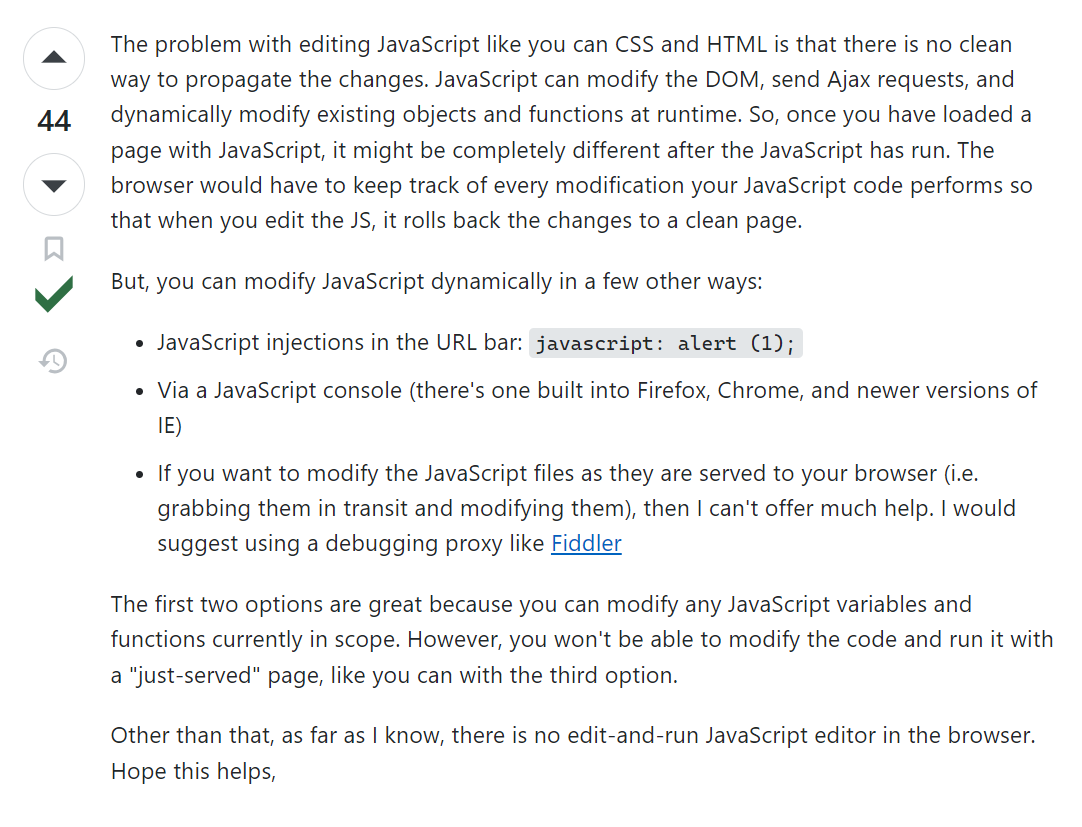 The problem with editing JavaScript like you can CSS and HTML is that there is no clean
way to propagate the changes. JavaScript can modify the DOM, send Ajax requests, and
44
dynamically modify existing objects and functions at runtime. So, once you have loaded a
page with JavaScript, it might be completely different after the JavaScript has run. The
browser would have to keep track of every modification your JavaScript code performs so
that when you edit the JS, it rolls back the changes to a clean page.
But, you can modify JavaScript dynamically in a few other ways:
• JavaScript injections in the URL bar: javascript: alert (1);
• Via a JavaScript console (there's one built into Firefox, Chrome, and newer versions of
IE)
• If you want to modify the JavaScript files as they are served to your browser (i.e.
grabbing them in transit and modifying them), then I can't offer much help. I would
suggest using a debugging proxy like Fiddler
The first two options are great because you can modify any JavaScript variables and
functions currently in scope. However, you won't be able to modify the code and run it with
a "just-served" page, like you can with the third option.
Other than that, as far as I know, there is no edit-and-run JavaScript editor in the browser.
Hope this helps,